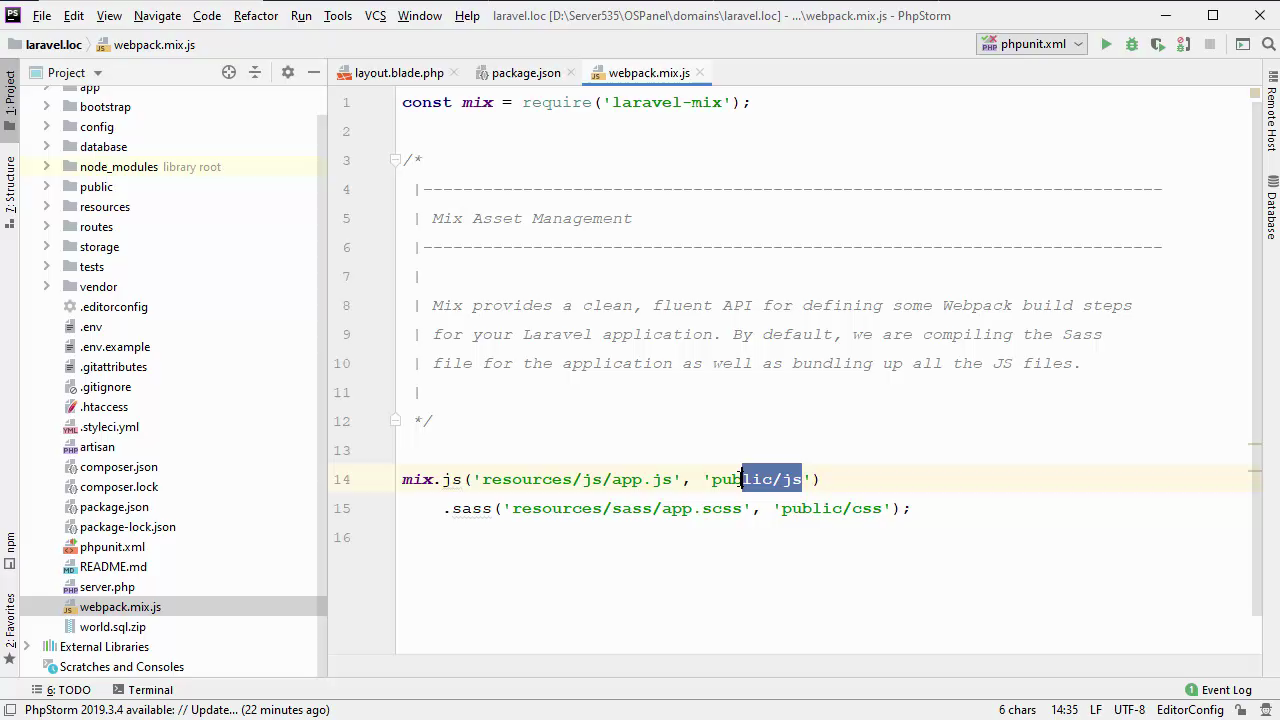 PS File Edit View Navigate Code Refactor Run Tools VCS Window Help laravel.loc [D:\Server535\OSPanel\domains\laravel.loc] - ...\webpack.mix.js - PhpStorm
laravel.loc webpack.mix.js phpunit.xml
Project layout.blade.php package.json webpack.mix.js
1: Project
Z: Structure
npm
2: Favorites
app
bootstrap
config
database
node_modules library root
public
resources
routes
storage
tests
vendor
.editorconfig
.env
.env.example
.gitattributes
.gitignore
.htaccess
.styleci.yml
artisan
composer.json
composer.lock
package.json
package-lock.json
phpunit.xml
README.md
server.php
webpack.mix.js
world.sql.zip
External Libraries
Scratches and Consoles
1 const mix = require('laravel-mix');
2
3 /*
4 |--------------------------------------------------------------------------
5 | Mix Asset Management
6 |--------------------------------------------------------------------------
7 |
8 | Mix provides a clean, fluent API for defining some Webpack build steps
9 | for your Laravel application. By default, we are compiling the Sass
10 | file for the application as well as bundling up all the JS files.
11 |
12 */
13
14 mix.js('resources/js/app.js', 'public/js')
15 .sass('resources/sass/app.scss', 'public/css');
16
Remote Host
Database
6: TODO Terminal 1 Event Log
PhpStorm 2019.3.4 available: // Update... (22 minutes ago) 6 chars 14:35 LF UTF-8 EditorConfig